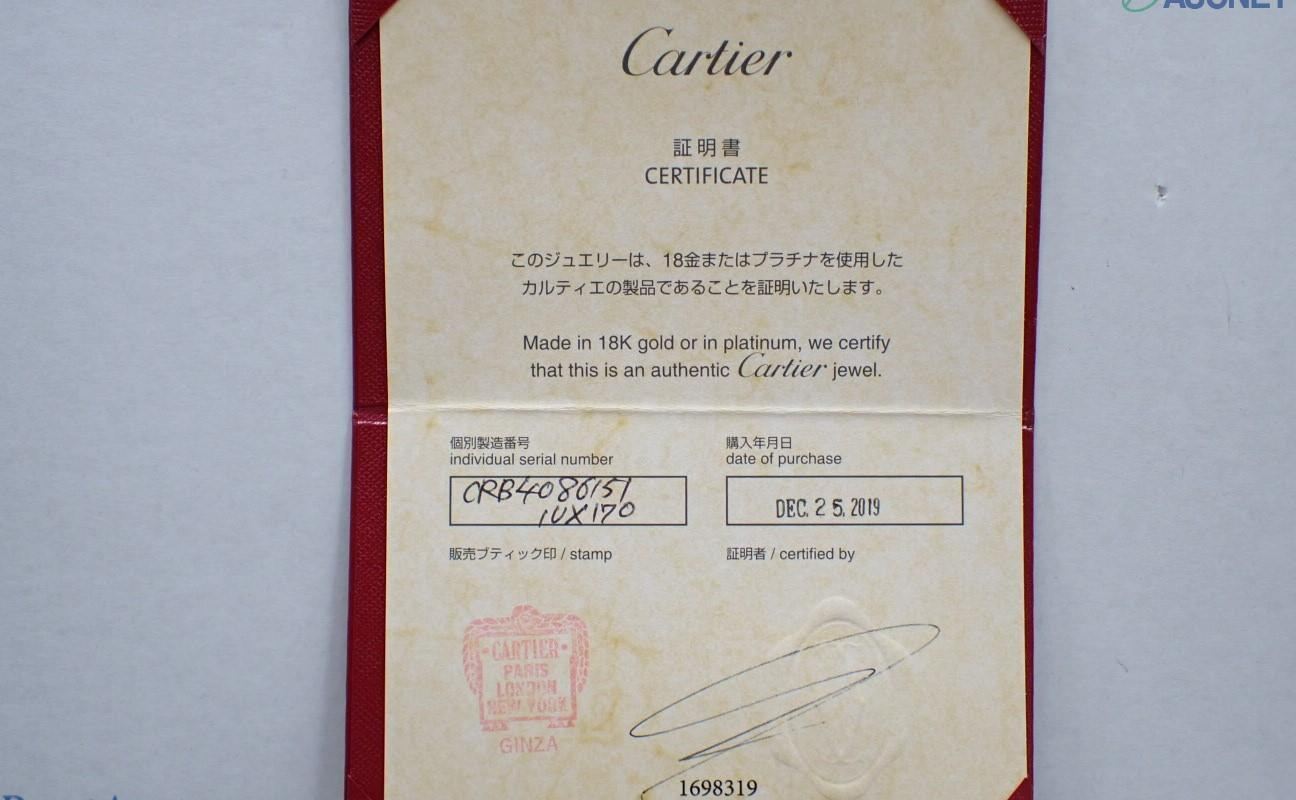 Cartier
証明書
CERTIFICATE
このジュエリーは、18金またはプラチナを使用した
カルティエの製品であることを証明いたします。
Made in 18K gold or in platinum, we certify
that this is an authentic Cartier jewel.
個別製造番号
individual serial number
CRB4086151
1UX170
購入年月日
date of purchase
DEC. 25. 2019
販売ブティック印 / stamp
証明者 / certified by
CARTIER
PARIS
LONDON
NEW YORK
GINZA
1698319